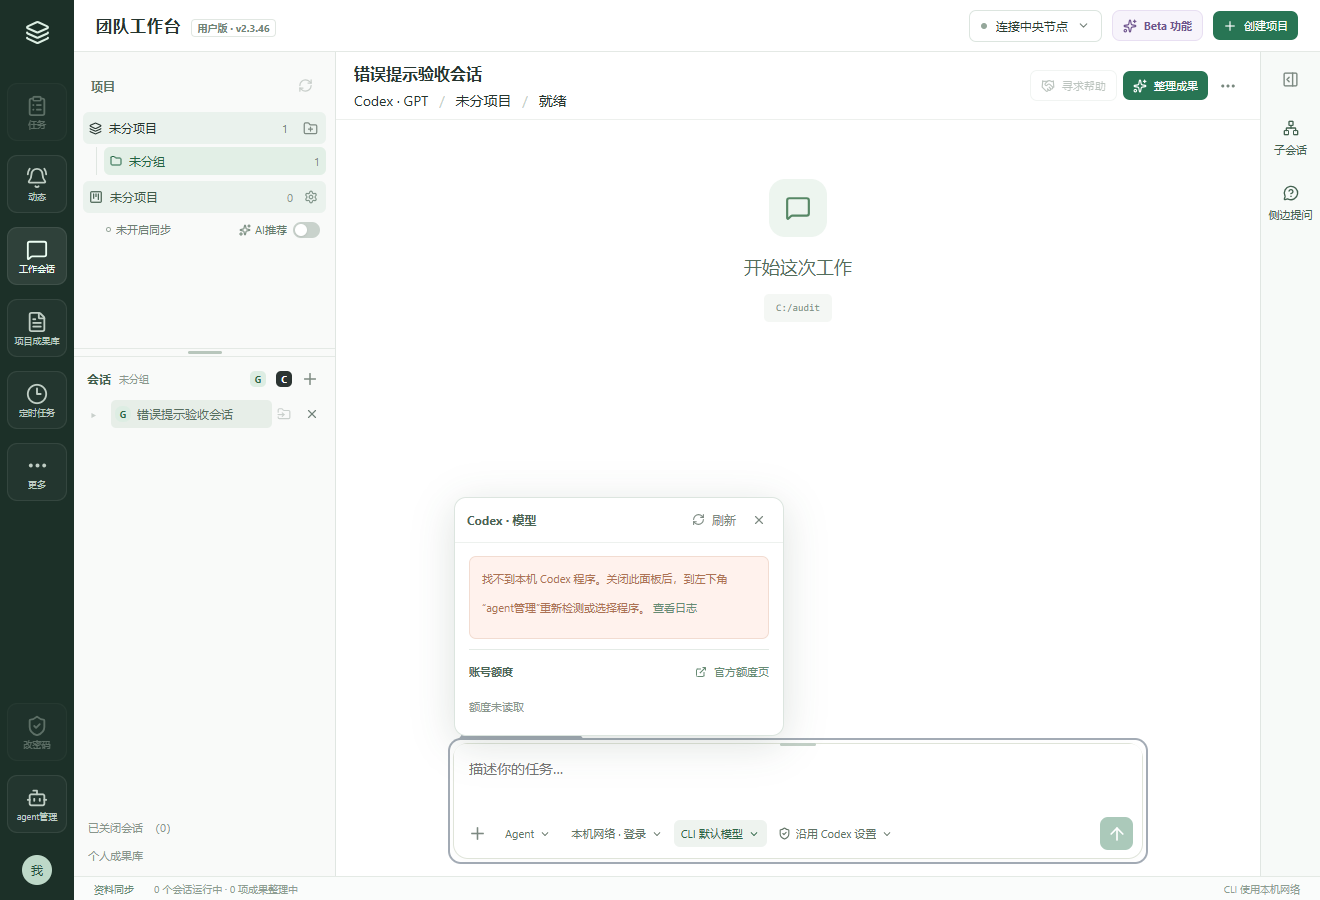 团队工作台
用户版 · v2.3.46
连接中央节点
Beta 功能
创建项目
任务
动态
工作会话
项目成果库
定时任务
更多
改密码
agent管理
我
项目
未分项目 1
未分组 1
未分项目 0
未开启同步
AI推荐
会话 未分组
G C
G 错误提示验收会话
已关闭会话 (0)
个人成果库
错误提示验收会话
Codex · GPT / 未分项目 / 就绪
寻求帮助
整理成果
开始这次工作
C:/audit
Codex · 模型
刷新
找不到本机 Codex 程序。关闭此面板后，到左下角
“agent管理”重新检测或选择程序。 查看日志
账号额度
官方额度页
额度未读取
描述你的任务...
Agent
本机网络 · 登录
CLI 默认模型
沿用 Codex 设置
子会话
侧边提问
资料同步
0 个会话运行中 · 0 项成果整理中
CLI 使用本机网络